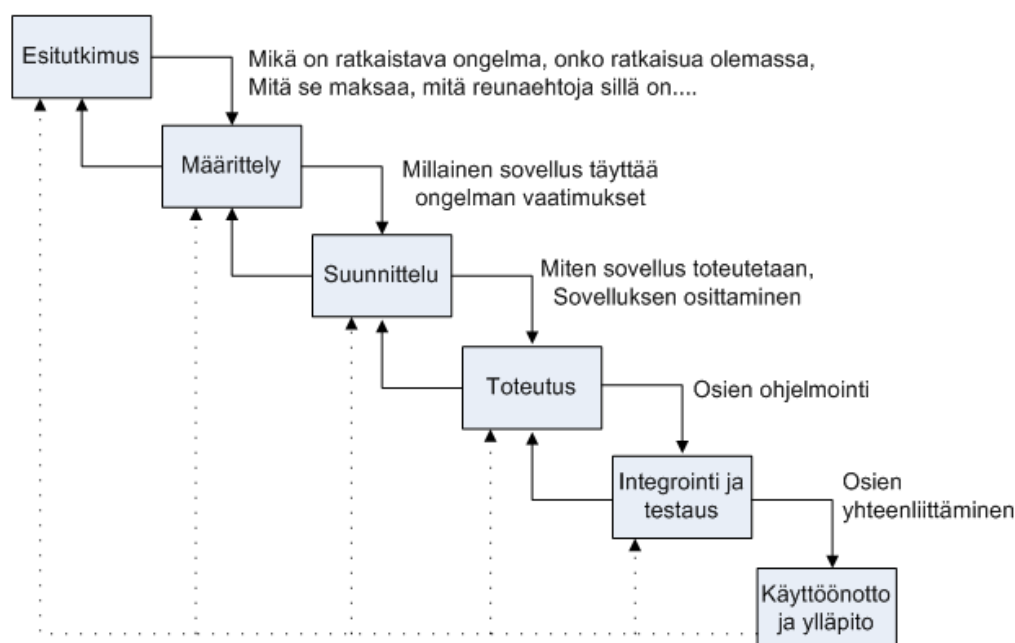 Esitutkimus
Mikä on ratkaistava ongelma, onko ratkaisua olemassa,
Mitä se maksaa, mitä reunaehtoja sillä on....
Määrittely
Millainen sovellus täyttää
ongelman vaatimukset
Suunnittelu
Miten sovellus toteutetaan,
Sovelluksen osittaminen
Toteutus
Osien ohjelmointi
Integrointi ja
testaus
Osien
yhteenliittäminen
Käyttöönotto
ja ylläpito